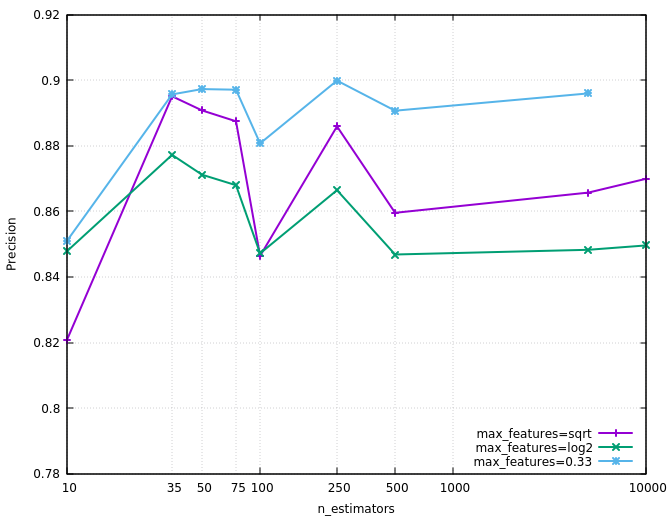 0.92
0.9
0.88
0.86
0.84
0.82
0.8
0.78
Precision
10 35 50 75 100 250 500 1000 10000
n_estimators
max_features=sqrt
max_features=log2
max_features=0.33